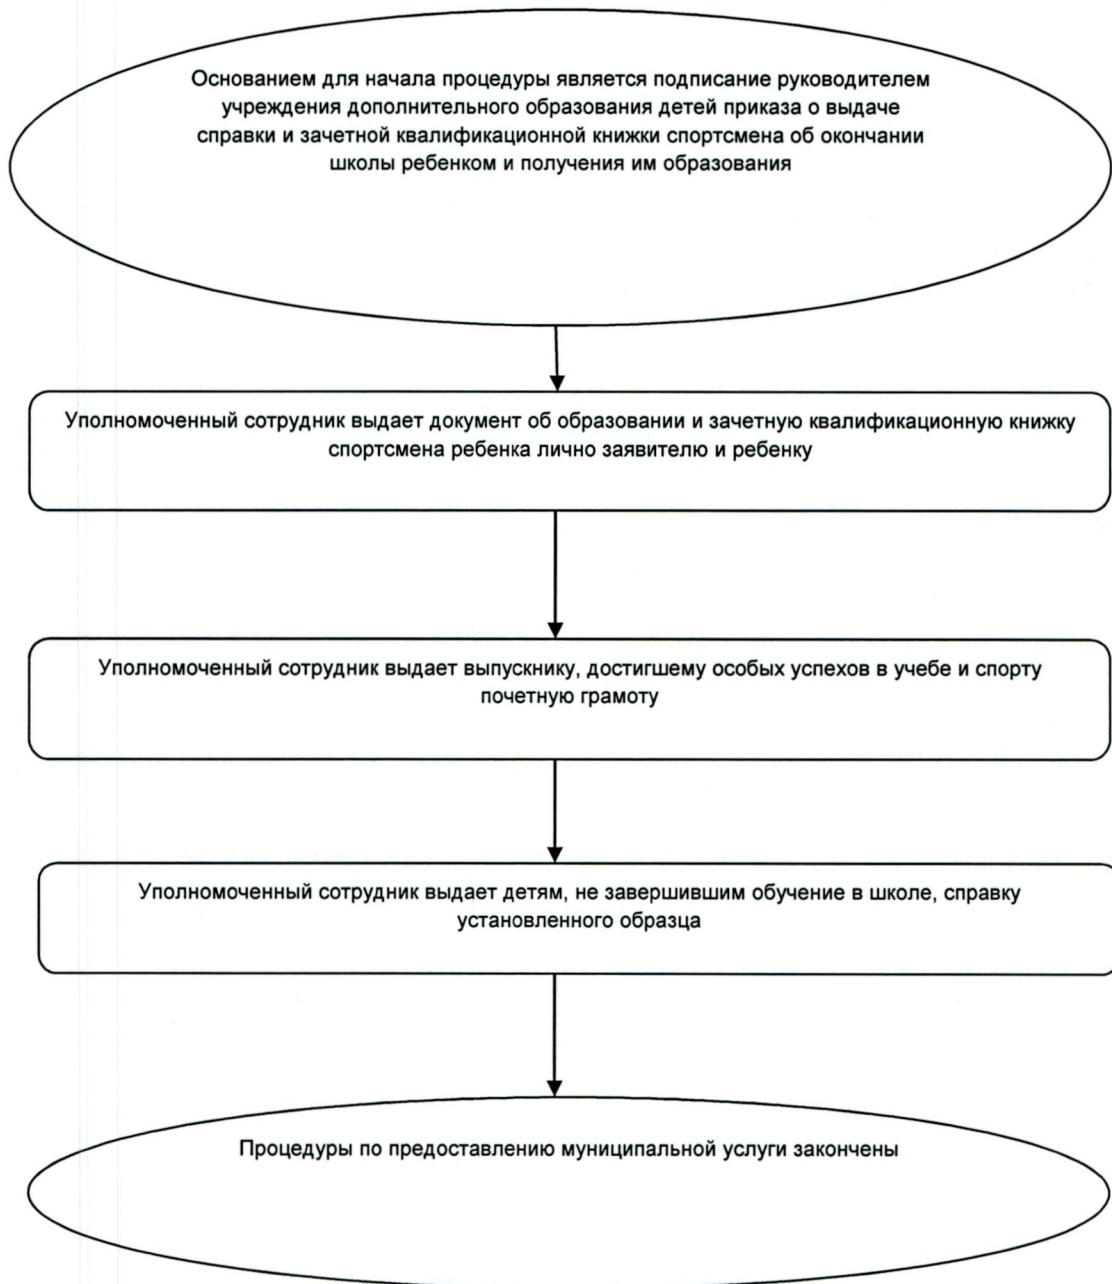 Основанием для начала процедуры является подписание руководителем
учреждения дополнительного образования детей приказа о выдаче
справки и зачетной квалификационной книжки спортсмена об окончании
школы ребенком и получения им образования
Уполномоченный сотрудник выдает документ об образовании и зачетную квалификационную книжку
спортсмена ребенка лично заявителю и ребенку
Уполномоченный сотрудник выдает выпускнику, достигшему особых успехов в учебе и спорту
почетную грамоту
Уполномоченный сотрудник выдает детям, не завершившим обучение в школе, справку
установленного образца
Процедуры по предоставлению муниципальной услуги закончены